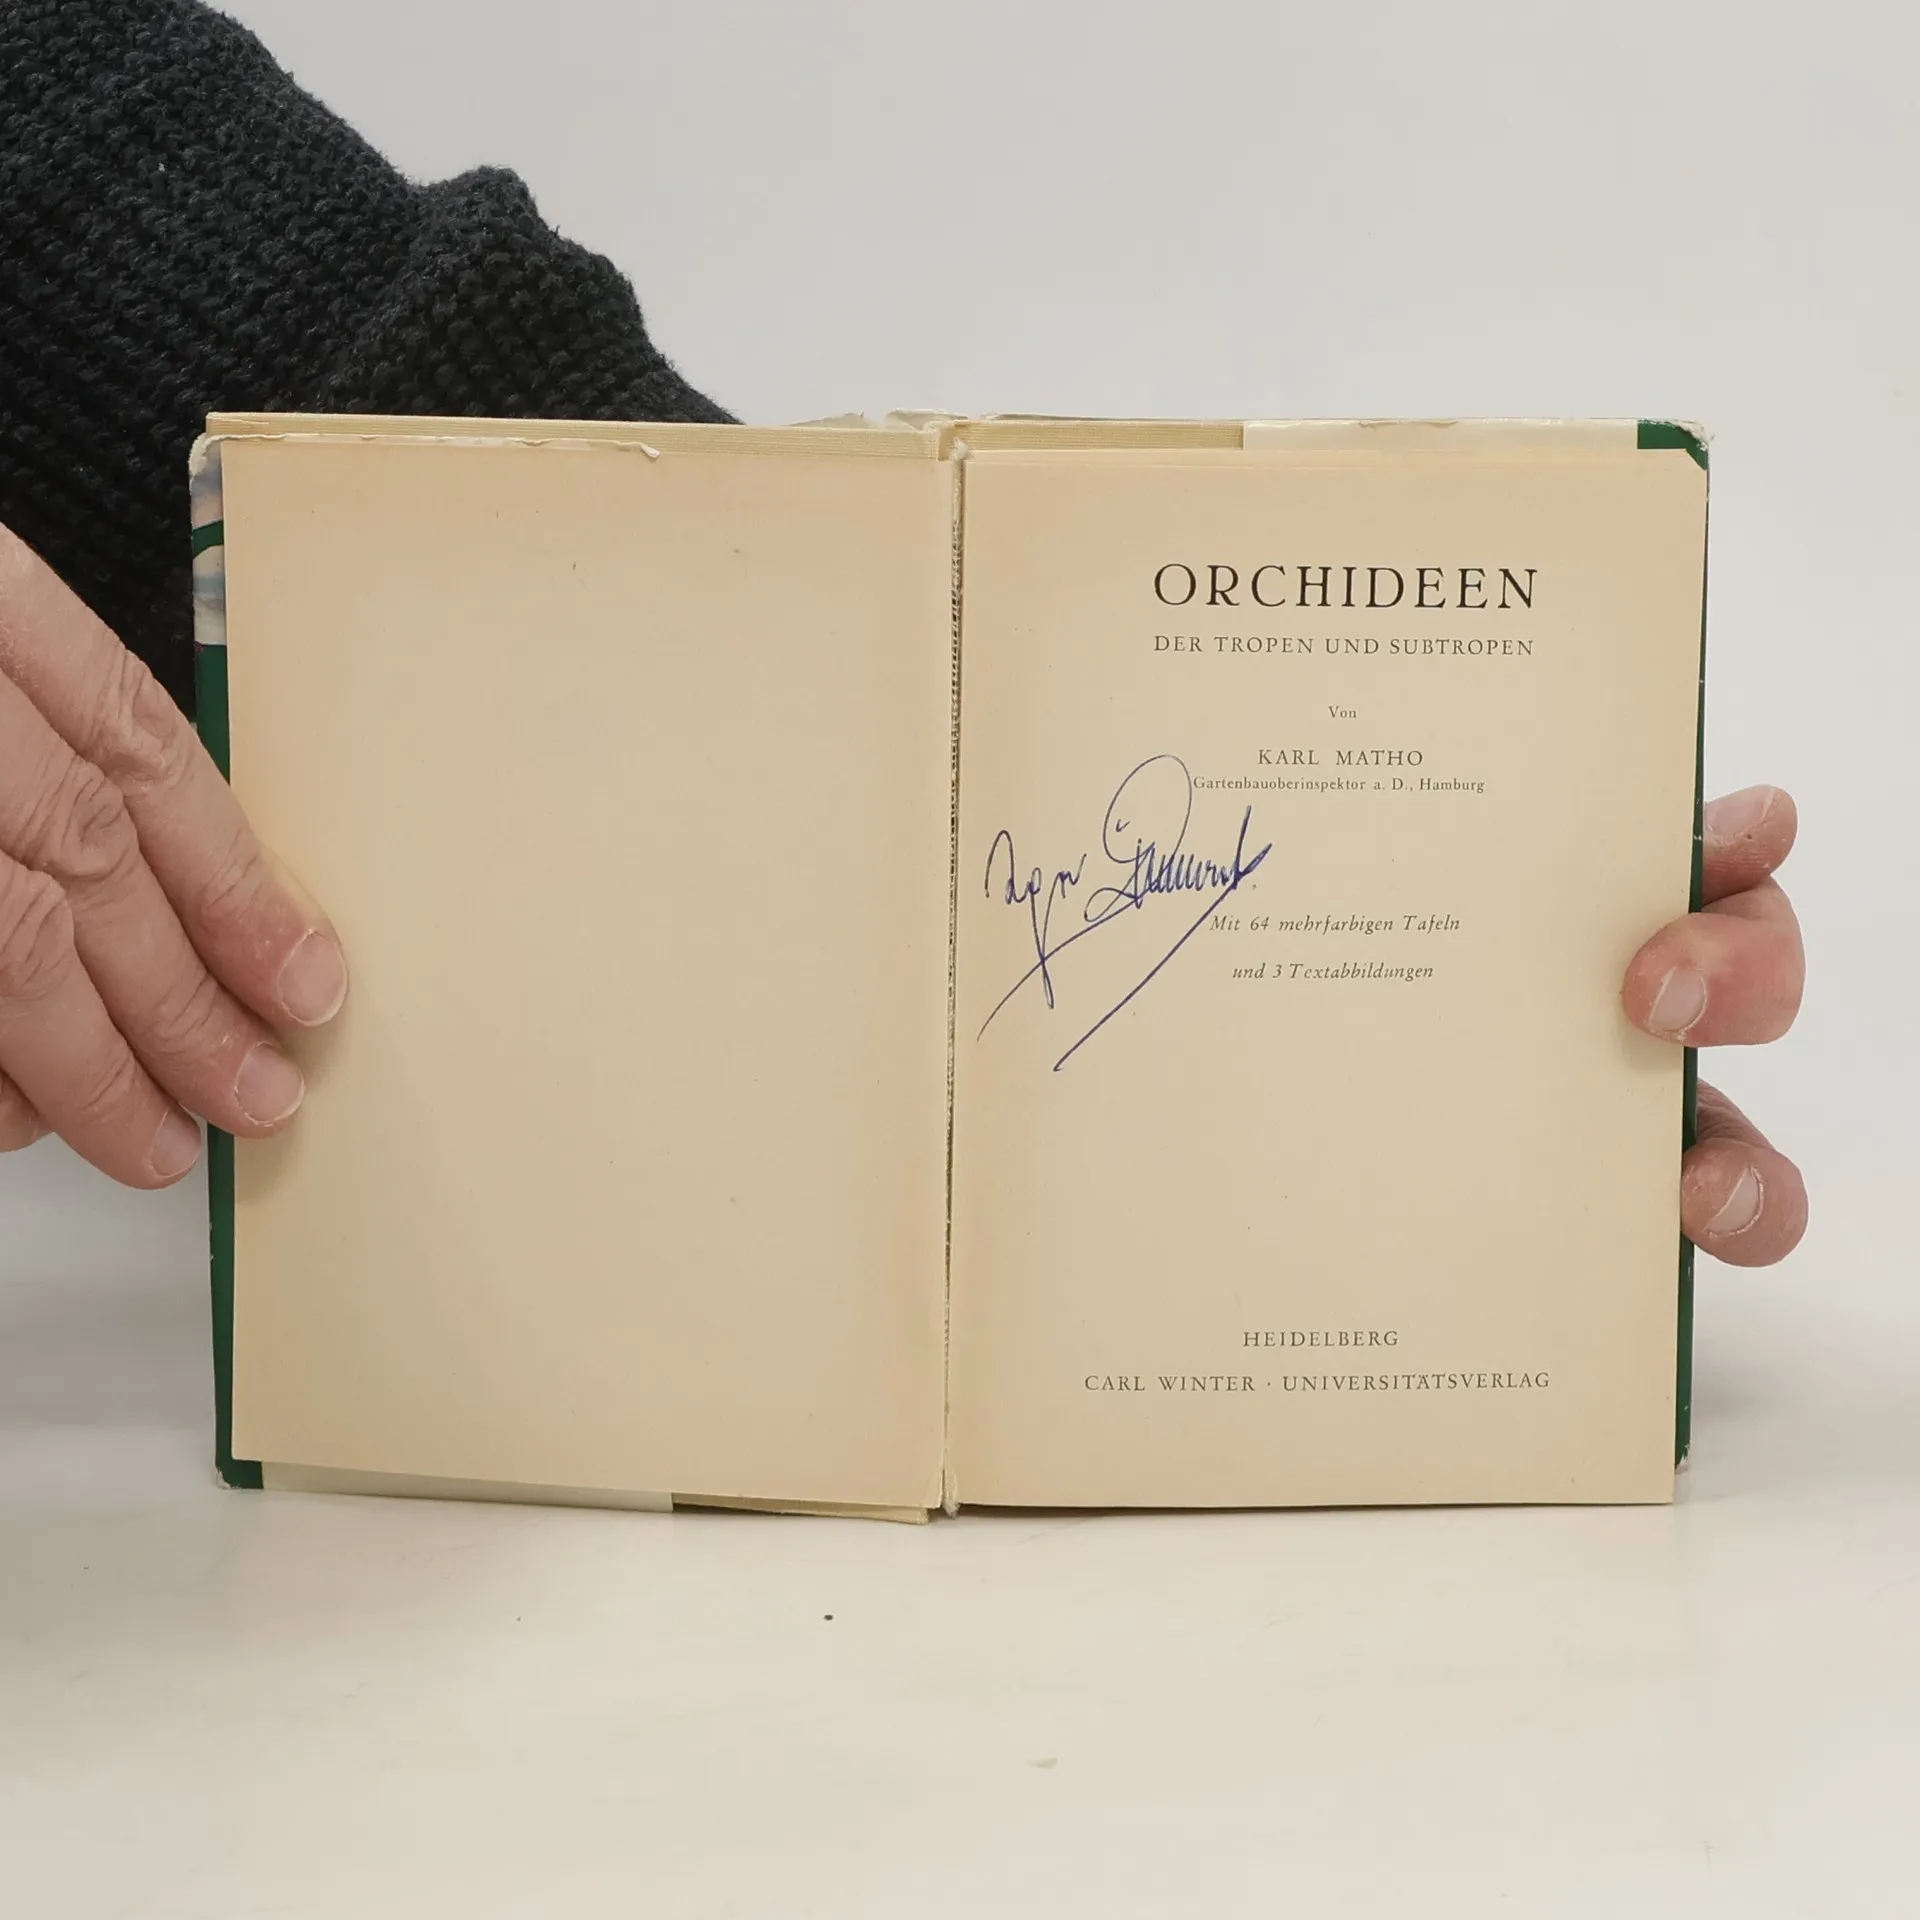 ORCHIDEEN
DER TROPEN UND SUBTROPEN
Von
KARL MATHO
Gartenbauoberinspektor a. D., Hamburg
Mit 64 mehrfarbigen Tafeln
und 3 Textabbildungen
HEIDELBERG
CARL WINTER · UNIVERSITÄTSVERLAG